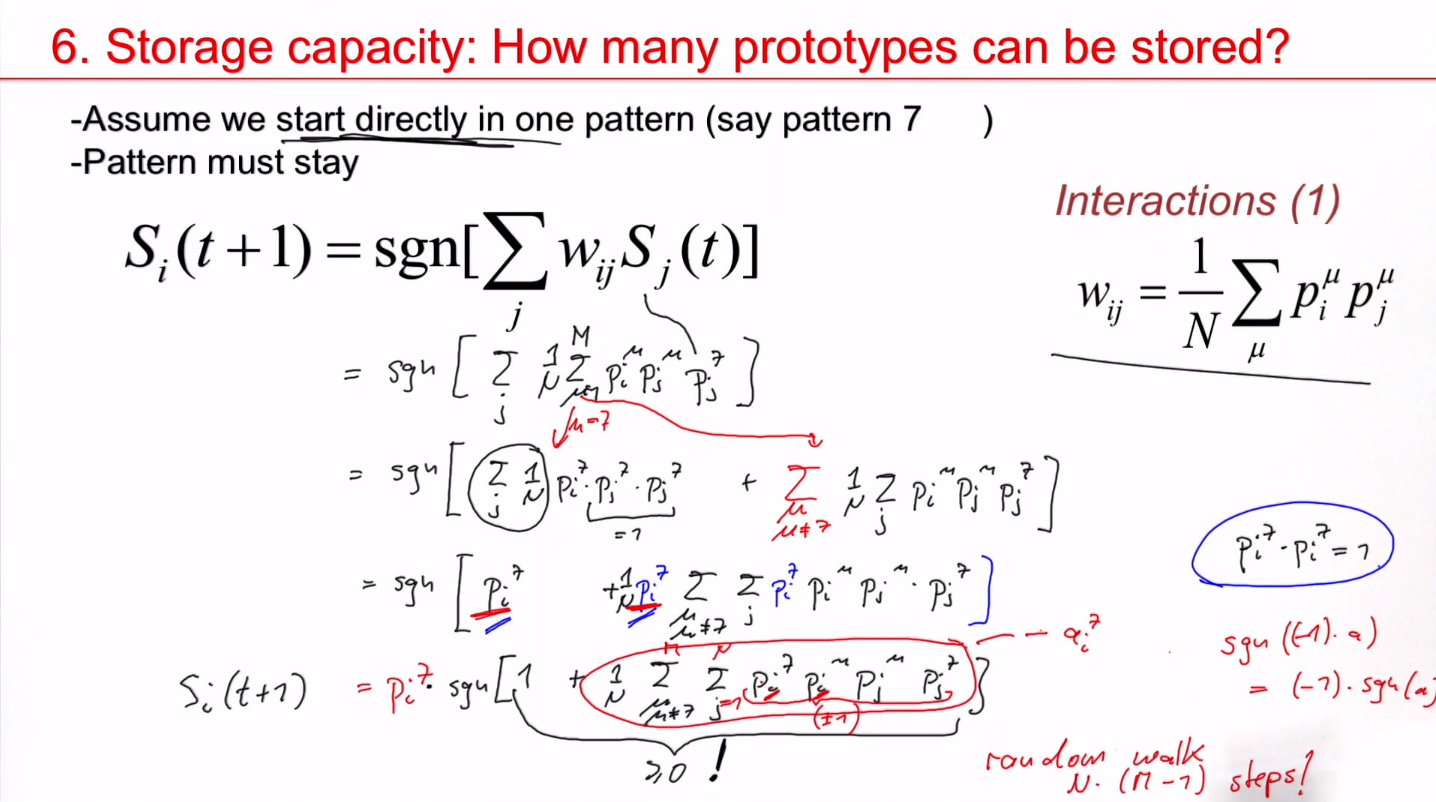 6. Storage capacity: How many prototypes can be stored?
-Assume we start directly in one pattern (say pattern 7 )
-Pattern must stay
Interactions (1)
S_i(t+1) = sgn[∑_j w_ij S_j(t)]
w_ij = 1/N ∑_μ p_i^μ p_j^μ
= sgn [ ∑_j 1/N ∑_{μ=1}^M p_i^μ p_j^μ p_j^7 ]
μ=7
= sgn [ ∑_j 1/N p_i^7 · p_j^7 · p_j^7 + ∑_{μ μ≠7} 1/N ∑_j p_i^μ p_j^μ p_j^7 ]
= 1
p_i^7 · p_i^7 = 1
= sgn [ p_i^7 + 1/N p_i^7 ∑_{μ μ≠7} ∑_j p_i^7 p_i^μ p_j^μ · p_j^7 ]
- - a_i^7
S_i(t+1) = p_i^7 · sgn [ 1 + 1/N ∑_{μ≠7}^M ∑_{j=1}^N p_i^7 p_i^μ p_j^μ p_j^7 ]
(±1)
sgn((-1)·a)
= (-1)·sgn(a)
≥0 !
random walk
N·(M-1) steps!